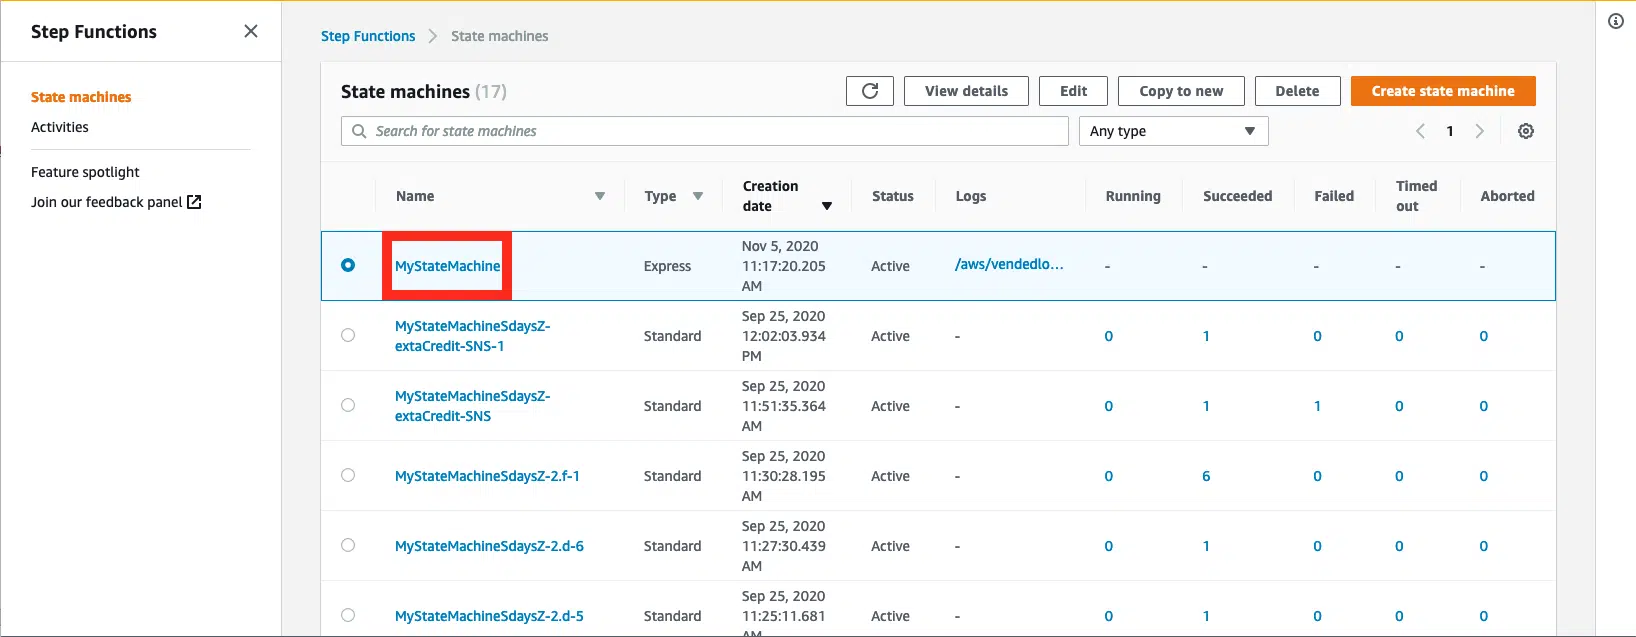 Step Functions
State machines
Activities
Feature spotlight
Join our feedback panel
Step Functions > State machines
State machines (17)
View details
Edit
Copy to new
Delete
Create state machine
Search for state machines
Any type
1
Name
Type
Creation
date
Status
Logs
Running
Succeeded
Failed
Timed
out
Aborted
MyStateMachine
Express
Nov 5, 2020
11:17:20.205
AM
Active
/aws/vendedlo...
-
-
-
-
-
MyStateMachineSdaysZ-
extaCredit-SNS-1
Standard
Sep 25, 2020
12:02:03.934
PM
Active
-
0
1
0
0
0
MyStateMachineSdaysZ-
extaCredit-SNS
Standard
Sep 25, 2020
11:51:35.364
AM
Active
-
0
1
1
0
0
MyStateMachineSdaysZ-2.f-1
Standard
Sep 25, 2020
11:30:28.195
AM
Active
-
0
6
0
0
0
MyStateMachineSdaysZ-2.d-6
Standard
Sep 25, 2020
11:27:30.439
AM
Active
-
0
1
0
0
0
MyStateMachineSdaysZ-2.d-5
Standard
Sep 25, 2020
11:25:11.681
AM
Active
-
0
1
0
0
0